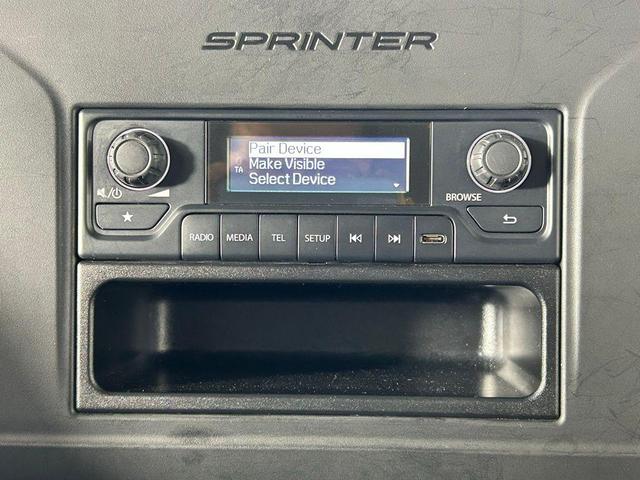 SPRINTER
Pair Device
TA
Make Visible
Select Device
BROWSE
RADIO
MEDIA
TEL
SETUP